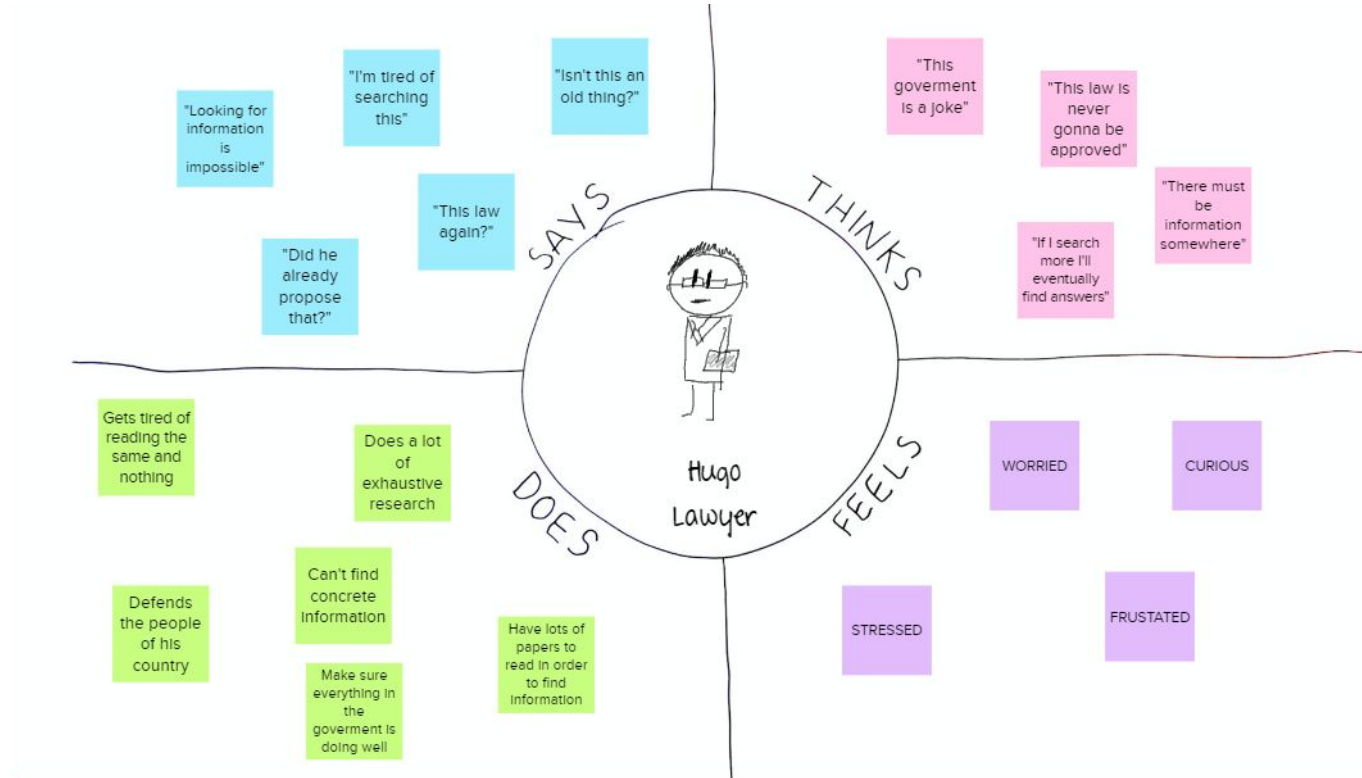 "Looking for
information
is
impossible"
"I'm tired of
searching
this"
"Isn't this an
old thing?"
"This law
again?"
"Did he
already
propose
that?"
SAYS
THINKS
"This
goverment
is a joke"
"This law is
never
gonna be
approved"
"There must
be
information
somewhere"
"If I search
more I'll
eventually
find answers"
Hugo
Lawyer
DOES
Gets tired of
reading the
same and
nothing
Does a lot
of
exhaustive
research
Can't find
concrete
information
Defends
the people
of his
country
Make sure
everything in
the
goverment is
doing well
Have lots of
papers to
read in order
to find
information
FEELS
WORRIED
CURIOUS
STRESSED
FRUSTATED